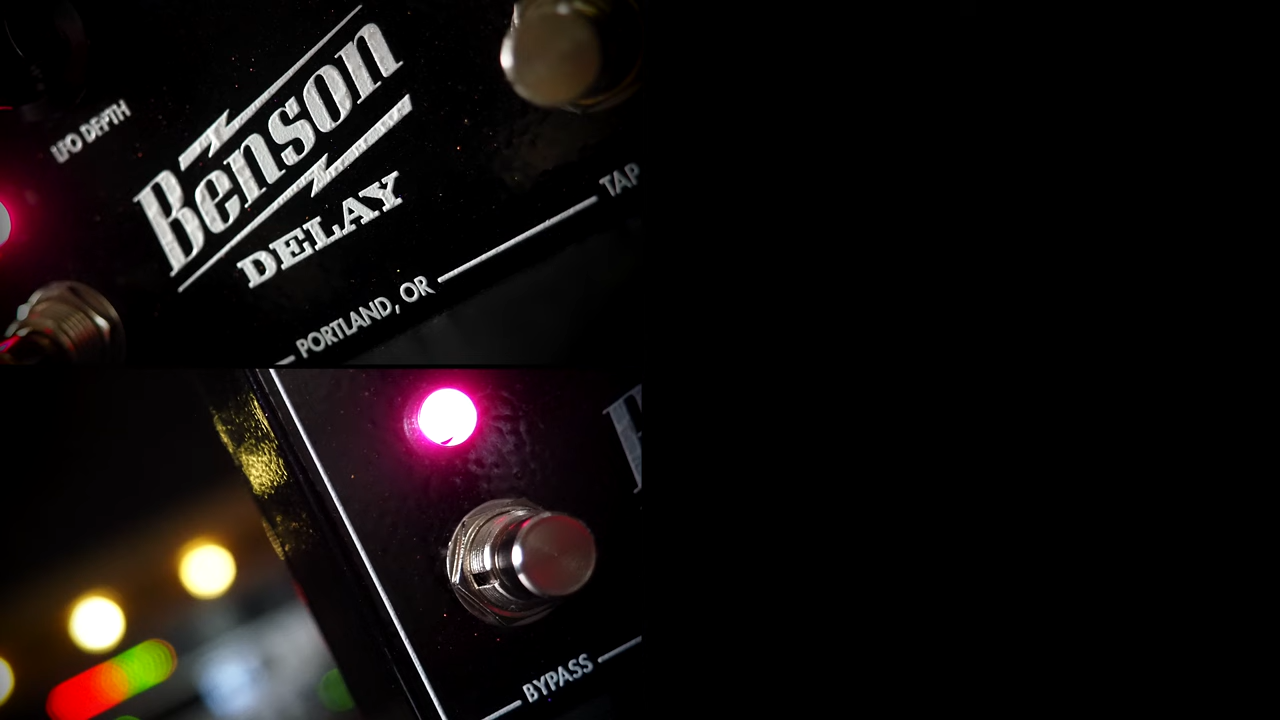 LFO DEPTH
Benson
DELAY
TAP
PORTLAND, OR
BYPASS